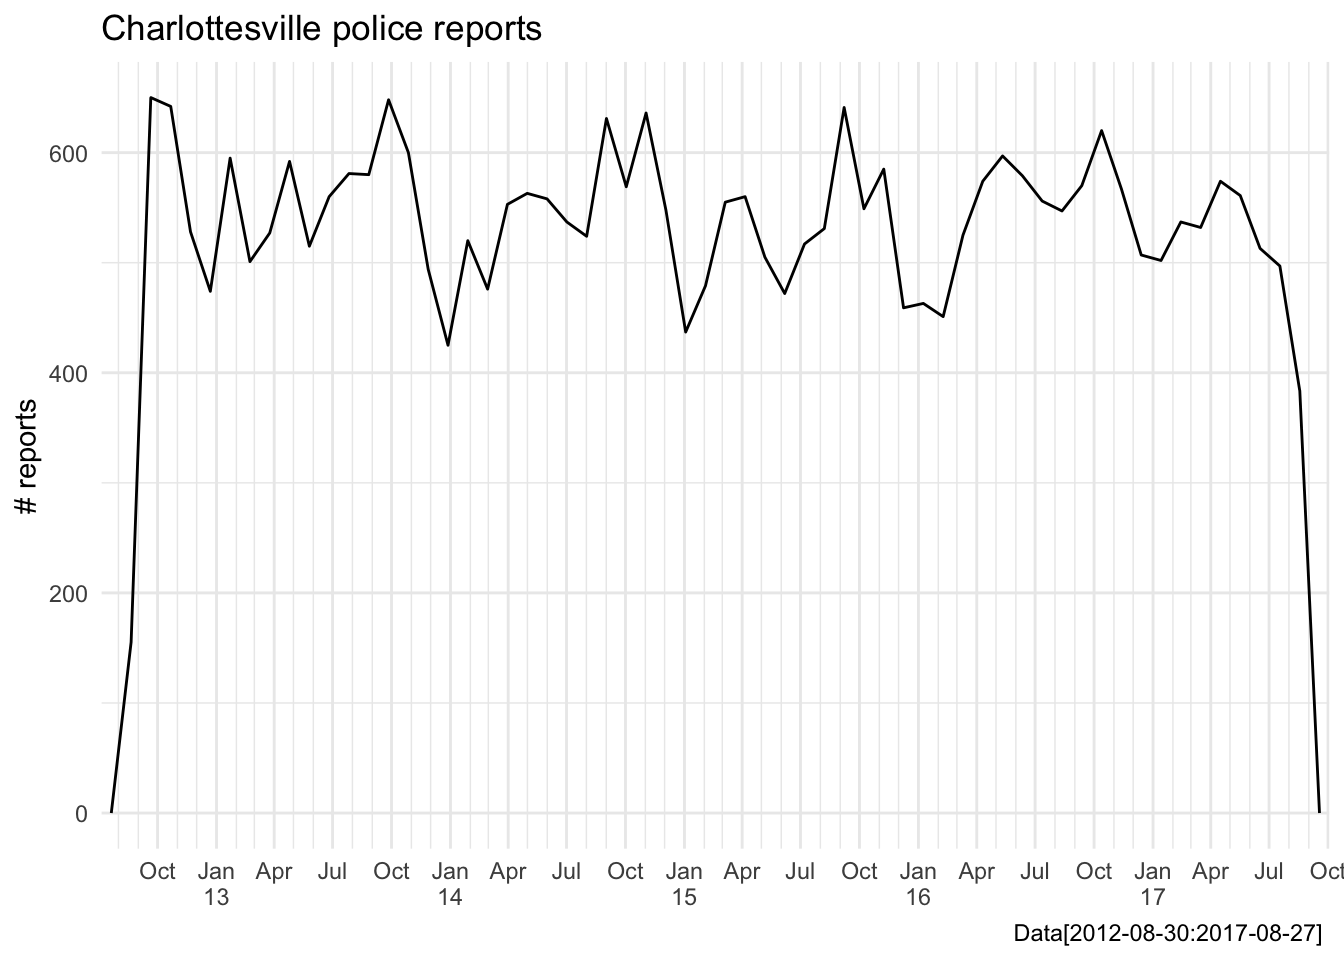 Charlottesville police reports
# reports
600
400
200
0
Oct Jan Apr Jul Oct Jan Apr Jul Oct Jan Apr Jul Oct Jan Apr Jul Oct Jan Apr Jul Oct
13 14 15 16 17
Data[2012-08-30:2017-08-27]